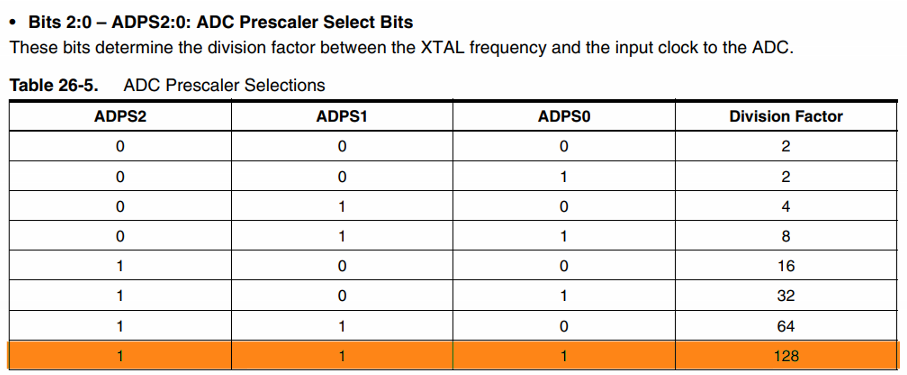 • Bits 2:0 – ADPS2:0: ADC Prescaler Select Bits
These bits determine the division factor between the XTAL frequency and the input clock to the ADC.
Table 26-5. ADC Prescaler Selections
ADPS2 ADPS1 ADPS0 Division Factor
0 0 0 2
0 0 1 2
0 1 0 4
0 1 1 8
1 0 0 16
1 0 1 32
1 1 0 64
1 1 1 128